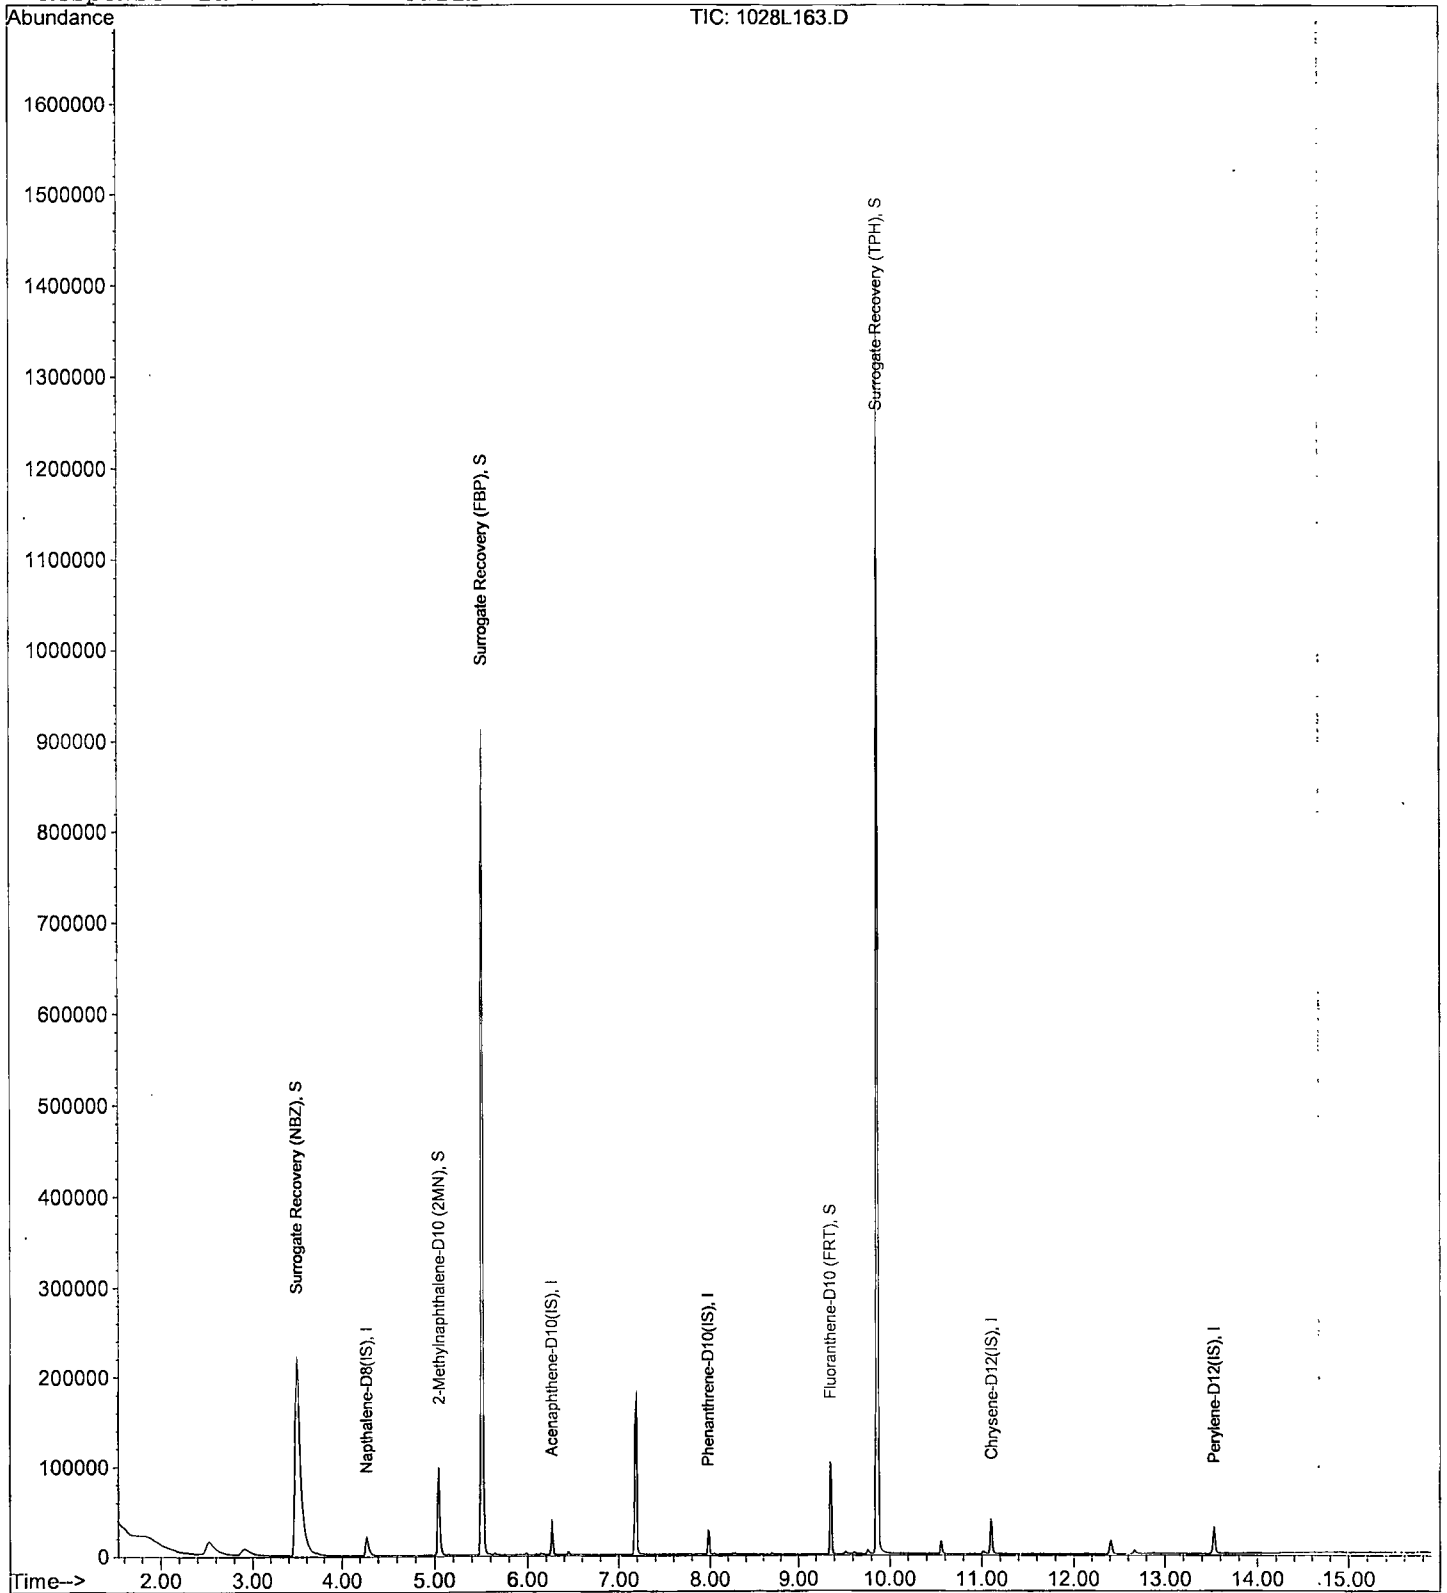 Abundance
TIC: 1028L163.D
1600000
1500000
Surrogate Recovery (TPH), S
1400000
1300000
1200000
Surrogate Recovery (FBP), S
1100000
1000000
900000
800000
700000
600000
500000
Surrogate Recovery (NBZ), S
400000
2-Methylnaphthalene-D10 (2MN), S
Fluoranthene-D10 (FRT), S
300000
Napthalene-D8(IS), I
Acenaphthene-D10(IS), I
Phenanthrene-D10(IS), I
Chrysene-D12(IS), I
Perylene-D12(IS), I
200000
100000
0
Time-->
2.00 3.00 4.00 5.00 6.00 7.00 8.00 9.00 10.00 11.00 12.00 13.00 14.00 15.00